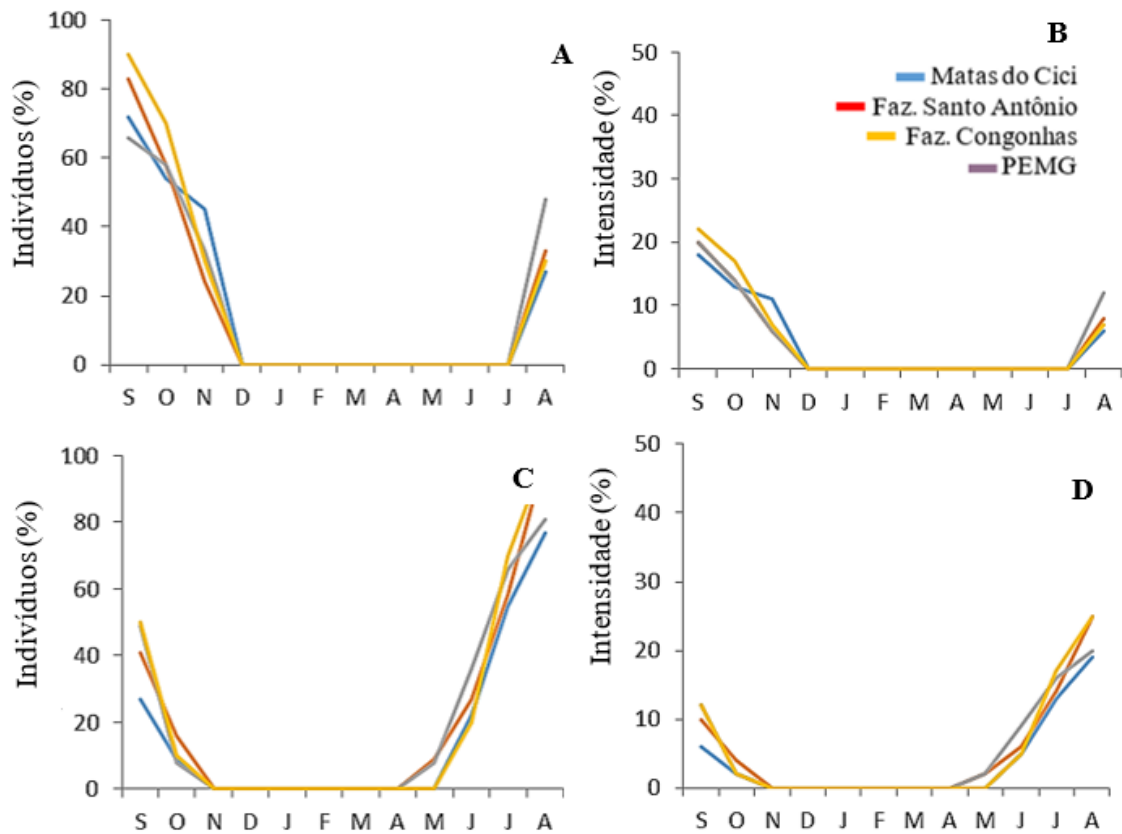 A
Indivíduos (%)
100
80
60
40
20
0
S O N D J F M A M J J A
B
Intensidade (%)
50
40
30
20
10
0
Matas do Cici
Faz. Santo Antônio
Faz. Congonhas
PEMG
S O N D J F M A M J J A
C
Indivíduos (%)
100
80
60
40
20
0
S O N D J F M A M J J A
D
Intensidade (%)
50
40
30
20
10
0
S O N D J F M A M J J A